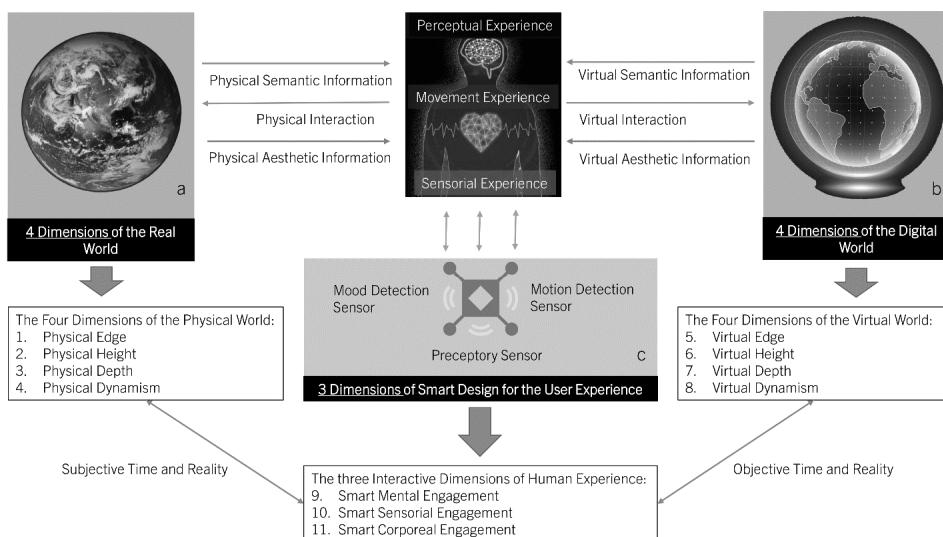 Perceptual Experience
Physical Semantic Information
Virtual Semantic Information
Movement Experience
Physical Interaction
Virtual Interaction
Physical Aesthetic Information
Virtual Aesthetic Information
Sensorial Experience
a
b
4 Dimensions of the Real
World
4 Dimensions of the Digital
World
Mood Detection
Sensor
Motion Detection
Sensor
Preceptory Sensor
C
3 Dimensions of Smart Design for the User Experience
The Four Dimensions of the Physical World:
1. Physical Edge
2. Physical Height
3. Physical Depth
4. Physical Dynamism
The Four Dimensions of the Virtual World:
5. Virtual Edge
6. Virtual Height
7. Virtual Depth
8. Virtual Dynamism
Subjective Time and Reality
Objective Time and Reality
The three Interactive Dimensions of Human Experience:
9. Smart Mental Engagement
10. Smart Sensorial Engagement
11. Smart Corporeal Engagement